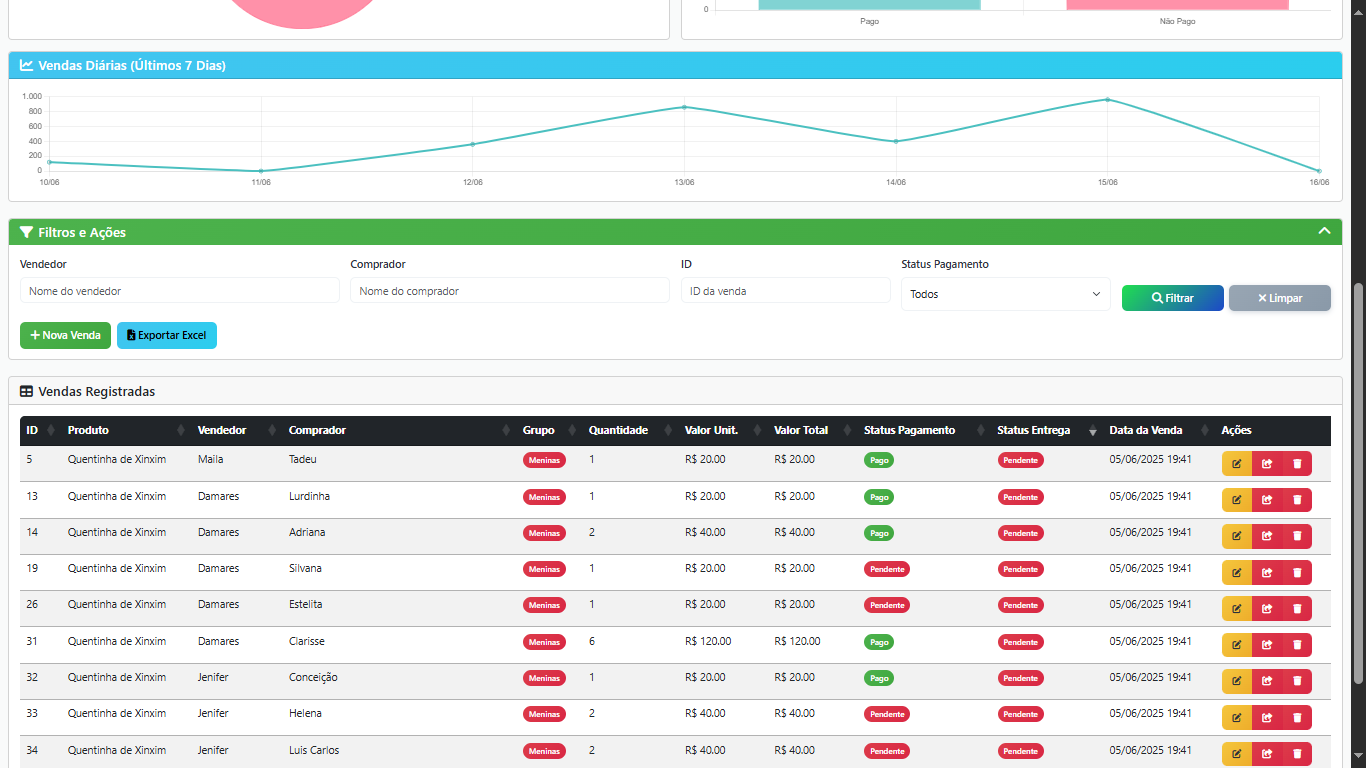 0
Pago Não Pago
Vendas Diárias (Últimos 7 Dias)
1.000
800
600
400
200
0
10/06 11/06 12/06 13/06 14/06 15/06 16/06
Filtros e Ações
Vendedor Comprador ID Status Pagamento
Nome do vendedor Nome do comprador ID da venda Todos Filtrar Limpar
Nova Venda Exportar Excel
Vendas Registradas
ID Produto Vendedor Comprador Grupo Quantidade Valor Unit. Valor Total Status Pagamento Status Entrega Data da Venda Ações
5 Quentinha de Xinxim Maila Tadeu Meninas 1 R$ 20.00 R$ 20.00 Pago Pendente 05/06/2025 19:41
13 Quentinha de Xinxim Damares Lurdinha Meninas 1 R$ 20.00 R$ 20.00 Pago Pendente 05/06/2025 19:41
14 Quentinha de Xinxim Damares Adriana Meninas 2 R$ 40.00 R$ 40.00 Pago Pendente 05/06/2025 19:41
19 Quentinha de Xinxim Damares Silvana Meninas 1 R$ 20.00 R$ 20.00 Pendente Pendente 05/06/2025 19:41
26 Quentinha de Xinxim Damares Estelita Meninas 1 R$ 20.00 R$ 20.00 Pendente Pendente 05/06/2025 19:41
31 Quentinha de Xinxim Damares Clarisse Meninas 6 R$ 120.00 R$ 120.00 Pago Pendente 05/06/2025 19:41
32 Quentinha de Xinxim Jenifer Conceição Meninas 1 R$ 20.00 R$ 20.00 Pago Pendente 05/06/2025 19:41
33 Quentinha de Xinxim Jenifer Helena Meninas 2 R$ 40.00 R$ 40.00 Pendente Pendente 05/06/2025 19:41
34 Quentinha de Xinxim Jenifer Luis Carlos Meninas 2 R$ 40.00 R$ 40.00 Pendente Pendente 05/06/2025 19:41